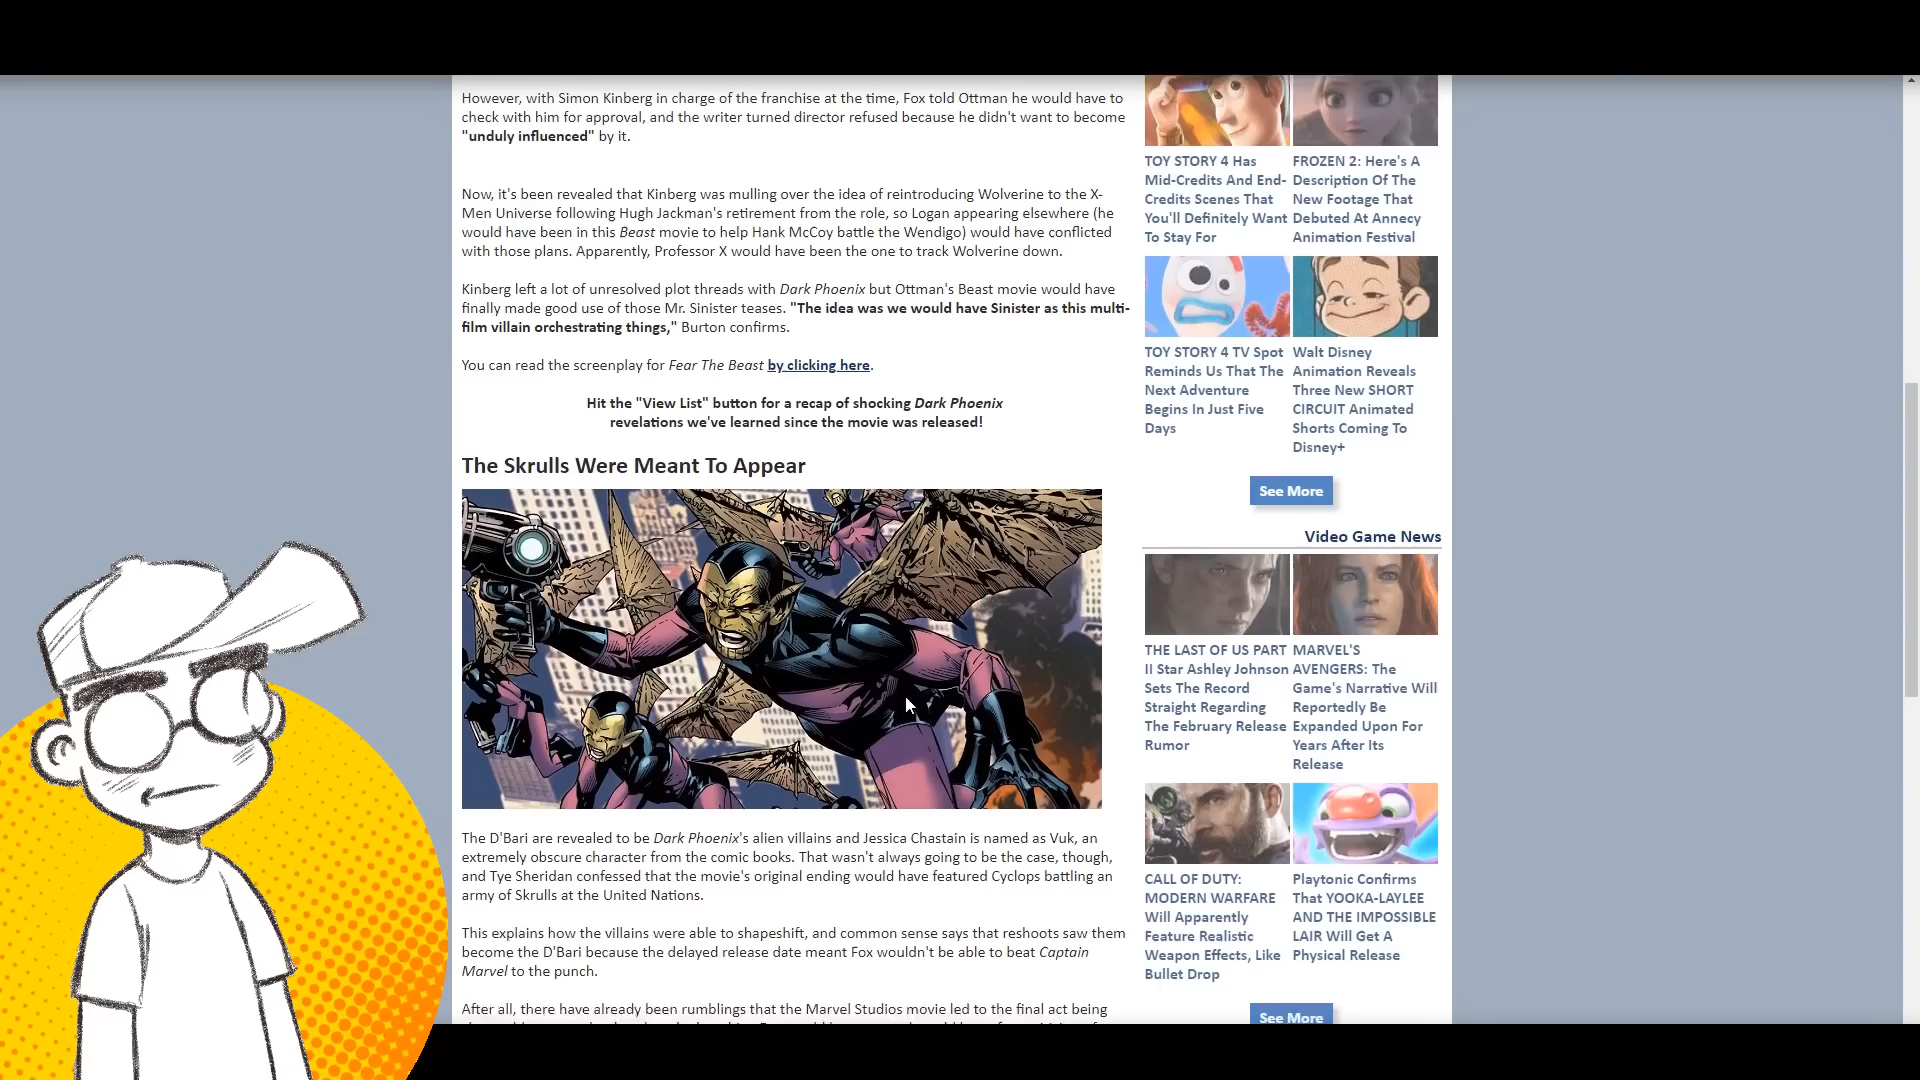 However, with Simon Kinberg in charge of the franchise at the time, Fox told Ottman he would have to
check with him for approval, and the writer turned director refused because he didn't want to become
"unduly influenced" by it.
Now, it's been revealed that Kinberg was mulling over the idea of reintroducing Wolverine to the X-
Men Universe following Hugh Jackman's retirement from the role, so Logan appearing elsewhere (he
would have been in this Beast movie to help Hank McCoy battle the Wendigo) would have conflicted
with those plans. Apparently, Professor X would have been the one to track Wolverine down.
Kinberg left a lot of unresolved plot threads with Dark Phoenix but Ottman's Beast movie would have
finally made good use of those Mr. Sinister teases. "The idea was we would have Sinister as this multi-
film villain orchestrating things," Burton confirms.
You can read the screenplay for Fear The Beast by clicking here.
Hit the "View List" button for a recap of shocking Dark Phoenix
revelations we've learned since the movie was released!
The Skrulls Were Meant To Appear
The D'Bari are revealed to be Dark Phoenix's alien villains and Jessica Chastain is named as Vuk, an
extremely obscure character from the comic books. That wasn't always going to be the case, though,
and Tye Sheridan confessed that the movie's original ending would have featured Cyclops battling an
army of Skrulls at the United Nations.
This explains how the villains were able to shapeshift, and common sense says that reshoots saw them
become the D'Bari because the delayed release date meant Fox wouldn't be able to beat Captain
Marvel to the punch.
After all, there have already been rumblings that the Marvel Studios movie led to the final act being
TOY STORY 4 Has
Mid-Credits And End-
Credits Scenes That
You'll Definitely Want
To Stay For
FROZEN 2: Here's A
Description Of The
New Footage That
Debuted At Annecy
Animation Festival
TOY STORY 4 TV Spot
Reminds Us That The
Next Adventure
Begins In Just Five
Days
Walt Disney
Animation Reveals
Three New SHORT
CIRCUIT Animated
Shorts Coming To
Disney+
See More
Video Game News
THE LAST OF US PART
II Star Ashley Johnson
Sets The Record
Straight Regarding
The February Release
Rumor
MARVEL'S
AVENGERS: The
Game's Narrative Will
Reportedly Be
Expanded Upon For
Years After Its
Release
CALL OF DUTY:
MODERN WARFARE
Will Apparently
Feature Realistic
Weapon Effects, Like
Bullet Drop
Playtonic Confirms
That YOOKA-LAYLEE
AND THE IMPOSSIBLE
LAIR Will Get A
Physical Release
See More